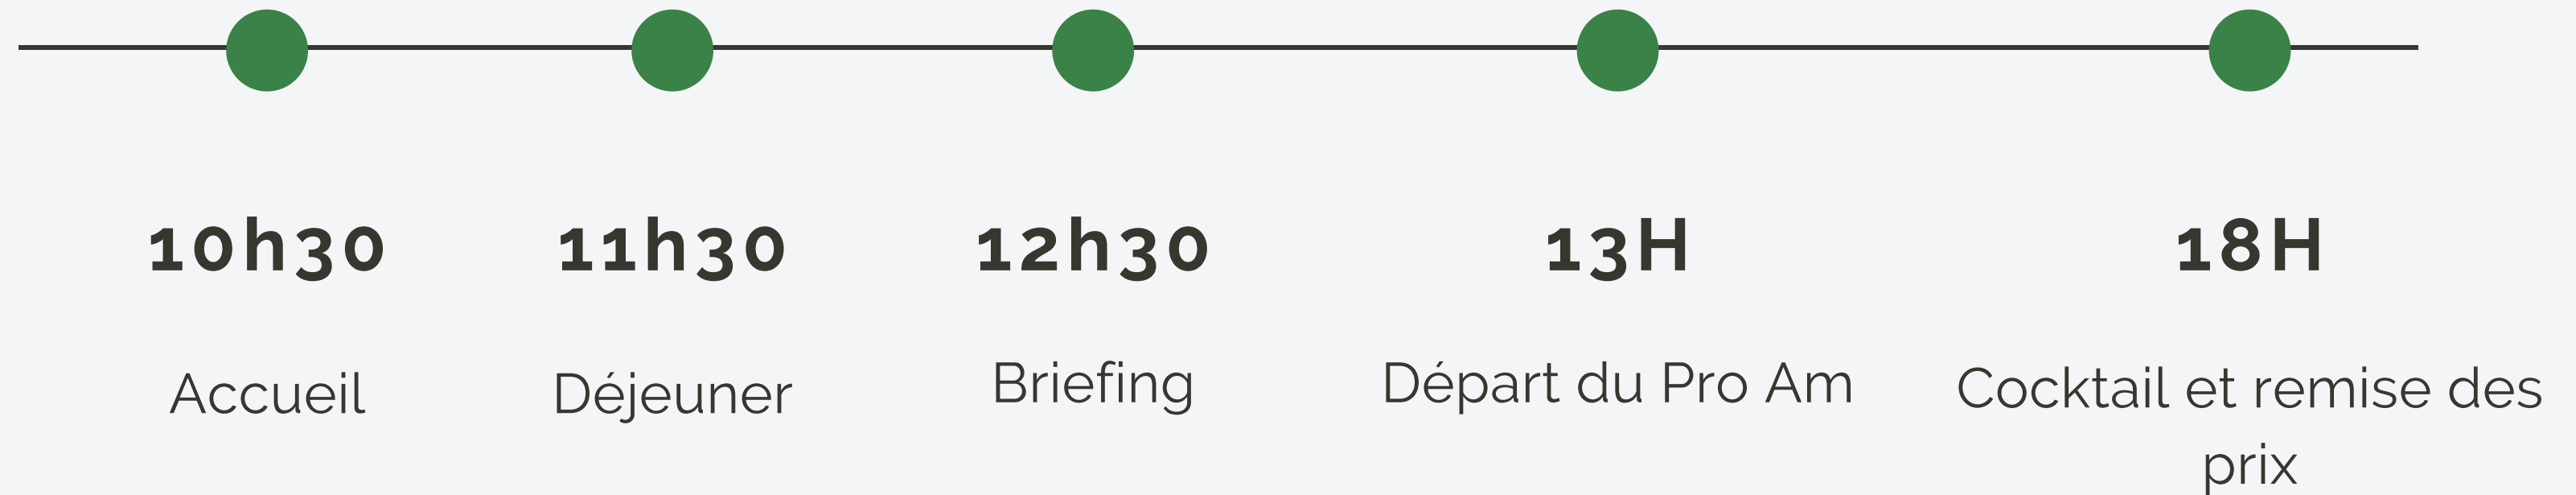 10h30
Accueil
11h30
Déjeuner
12h30
Briefing
13H
Départ du Pro Am
18H
Cocktail et remise des
prix